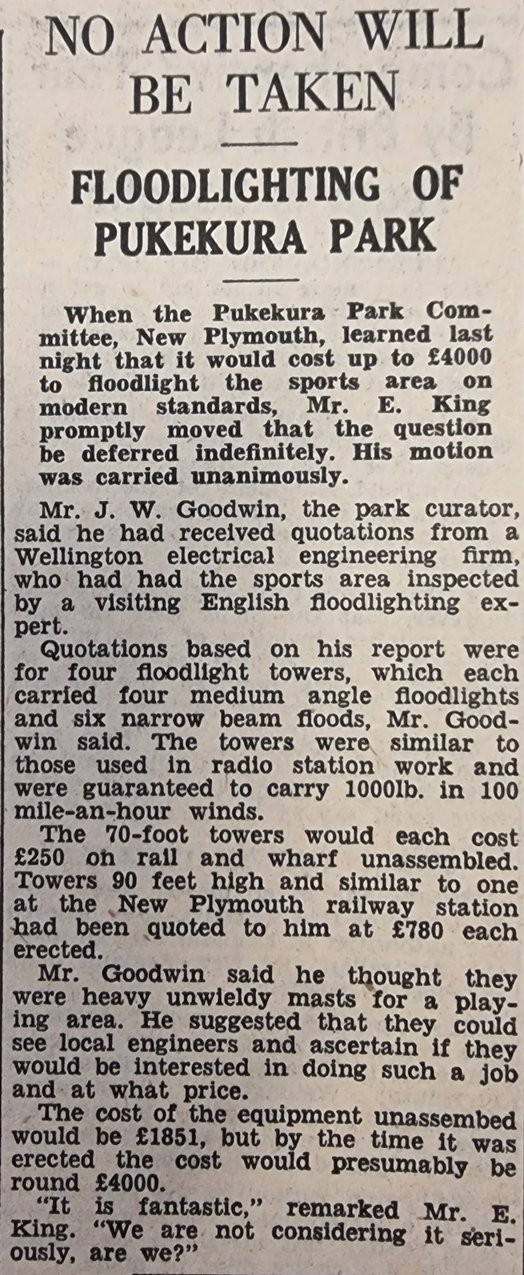 NO ACTION WILL
BE TAKEN
FLOODLIGHTING OF
PUKEKURA PARK
When the Pukekura Park Com-
mittee, New Plymouth, learned last
night that it would cost up to £4000
to floodlight the sports area on
modern standards, Mr. E. King
promptly moved that the question
be deferred indefinitely. His motion
was carried unanimously.
Mr. J. W. Goodwin, the park curator,
said he had received quotations from a
Wellington electrical engineering firm,
who had had the sports area inspected
by a visiting English floodlighting ex-
pert.
Quotations based on his report were
for four floodlight towers, which each
carried four medium angle floodlights
and six narrow beam floods, Mr. Good-
win said. The towers were similar to
those used in radio station work and
were guaranteed to carry 1000lb. in 100
mile-an-hour winds.
The 70-foot towers would each cost
£250 on rail and wharf unassembled.
Towers 90 feet high and similar to one
at the New Plymouth railway station
had been quoted to him at £780 each
erected.
Mr. Goodwin said he thought they
were heavy unwieldy masts for a play-
ing area. He suggested that they could
see local engineers and ascertain if they
would be interested in doing such a job
and at what price.
The cost of the equipment unassembed
would be £1851, but by the time it was
erected the cost would presumably be
round £4000.
"It is fantastic," remarked Mr. E.
King. "We are not considering it seri-
ously, are we?"